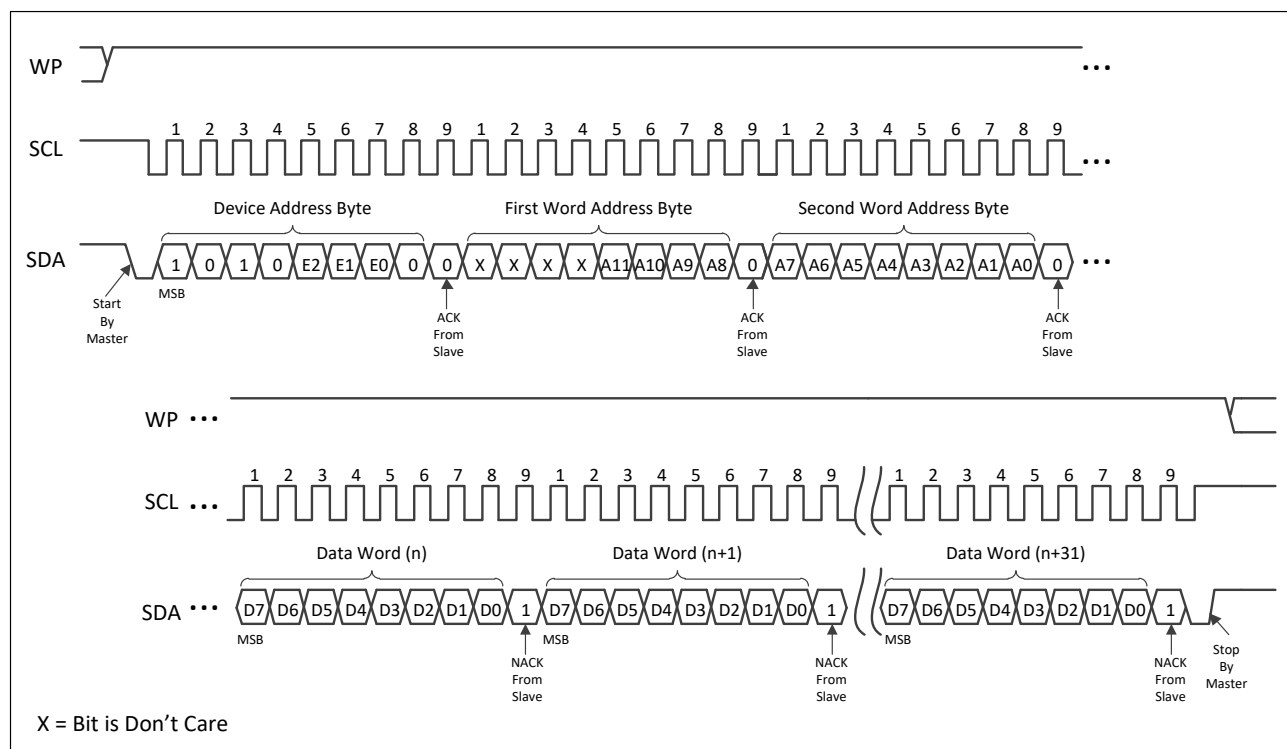 WP
...
1 2 3 4 5 6 7 8 9 1 2 3 4 5 6 7 8 9 1 2 3 4 5 6 7 8 9
SCL
...
Device Address Byte First Word Address Byte Second Word Address Byte
SDA
1 0 1 0 E2 E1 E0 0 0 X X X X A11 A10 A9 A8 0 A7 A6 A5 A4 A3 A2 A1 A0 0
...
MSB
Start
By
Master
ACK
From
Slave
ACK
From
Slave
ACK
From
Slave
WP ...
1 2 3 4 5 6 7 8 9 1 2 3 4 5 6 7 8 9 1 2 3 4 5 6 7 8 9
SCL ...
Data Word (n) Data Word (n+1) Data Word (n+31)
SDA ...
D7 D6 D5 D4 D3 D2 D1 D0 1 D7 D6 D5 D4 D3 D2 D1 D0 1 D7 D6 D5 D4 D3 D2 D1 D0 1
MSB MSB MSB
NACK
From
Slave
NACK
From
Slave
NACK
From
Slave
Stop
By
Master
X = Bit is Don't Care